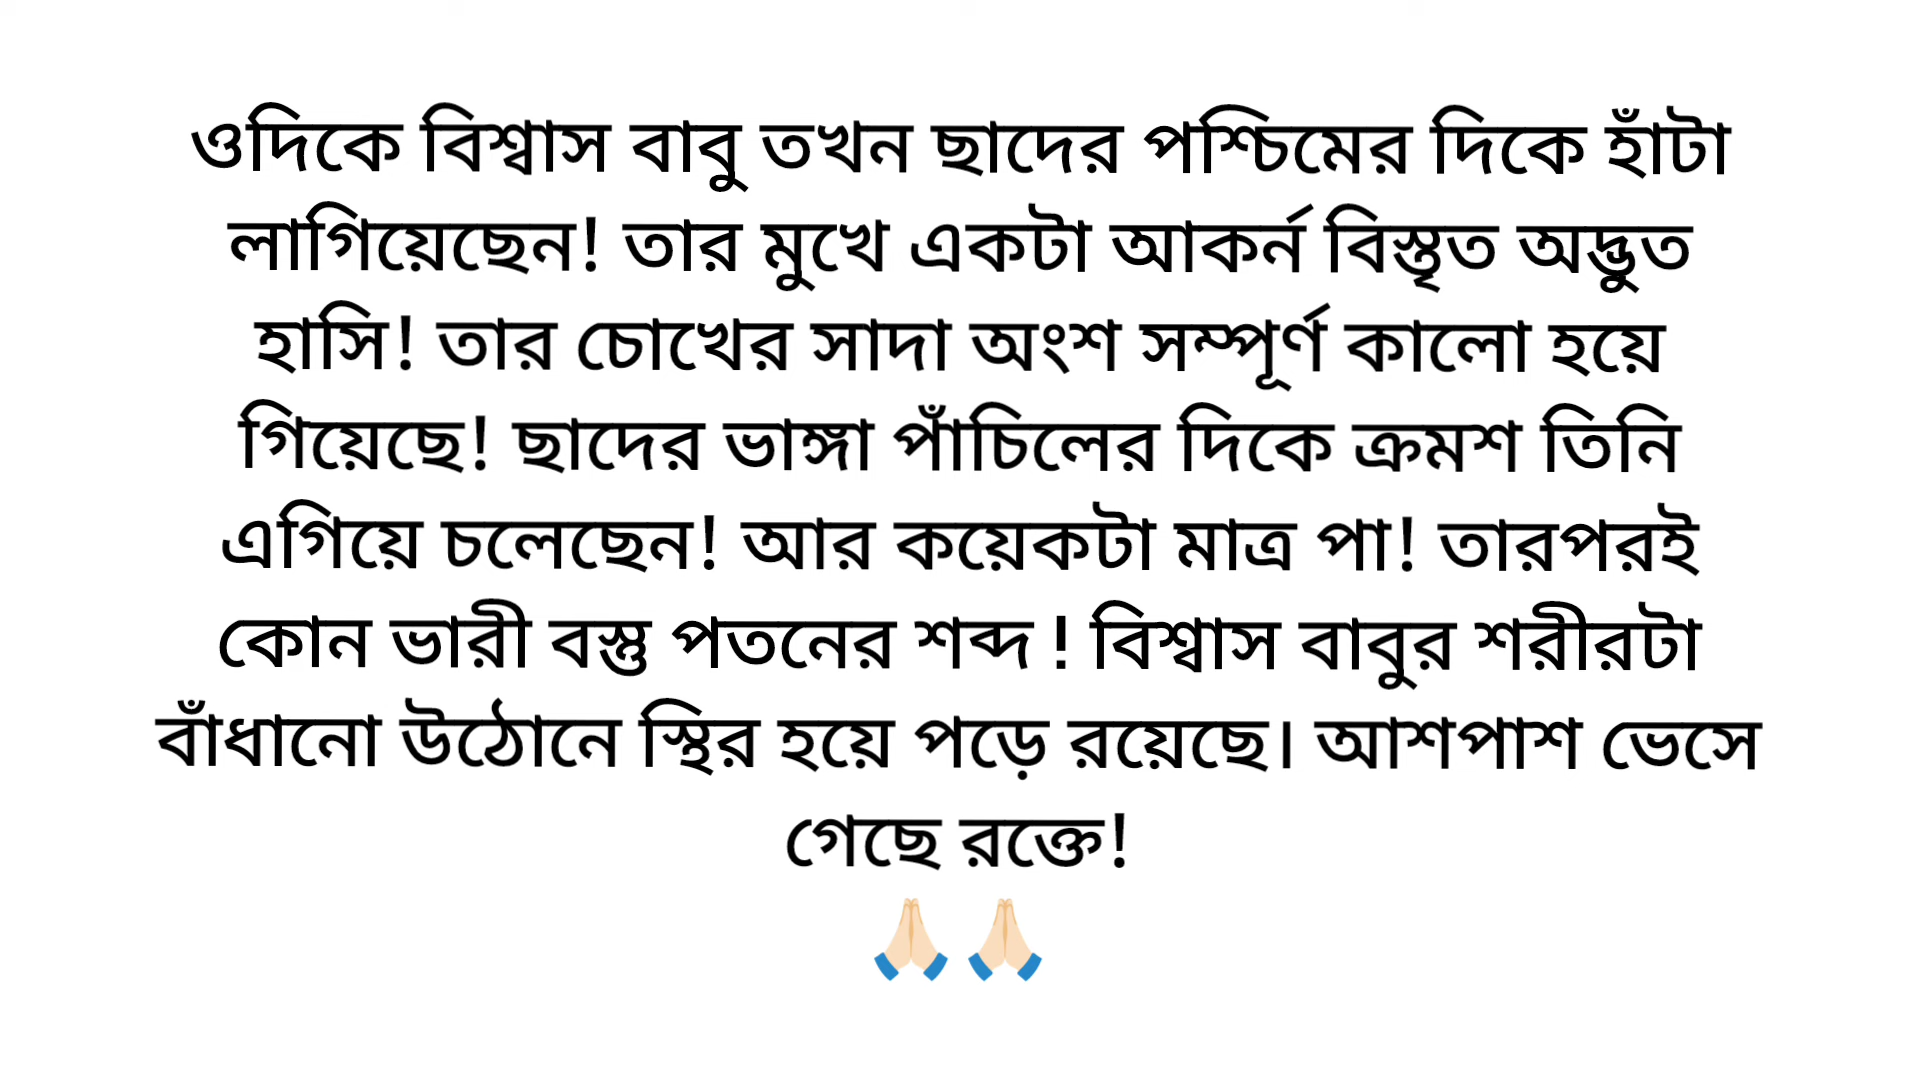 ওদিকে বিশ্বাস বাবু তখন ছাদের পশ্চিমের দিকে হাঁটা
লাগিয়েছেন! তার মুখে একটা আকর্ন বিস্তৃত অদ্ভুত
হাসি! তার চোখের সাদা অংশ সম্পূর্ণ কালো হয়ে
গিয়েছে! ছাদের ভাঙ্গা পাঁচিলের দিকে ক্রমশ তিনি
এগিয়ে চলেছেন! আর কয়েকটা মাত্র পা! তারপরই
কোন ভারী বস্তু পতনের শব্দ ! বিশ্বাস বাবুর শরীরটা
বাঁধানো উঠোনে স্থির হয়ে পড়ে রয়েছে। আশপাশ ভেসে
গেছে রক্তে!
🙏🏻 🙏🏻